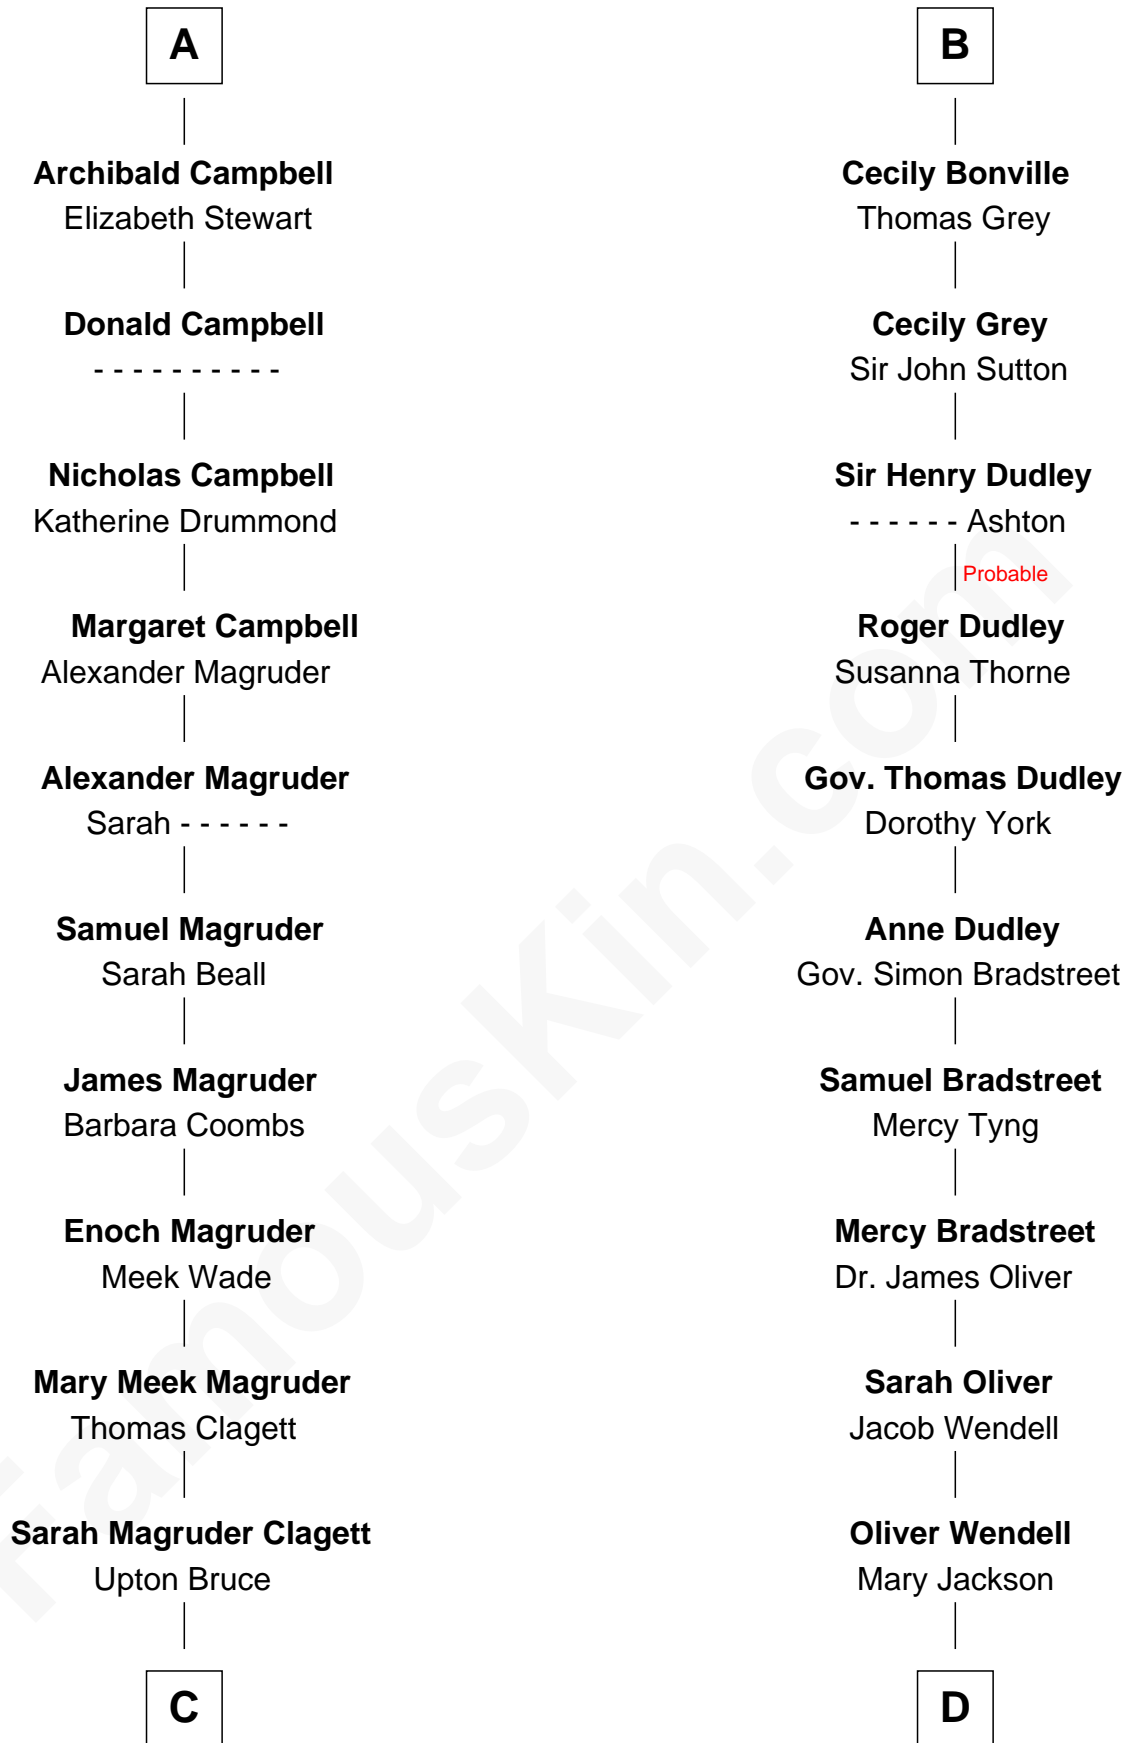 A
Archibald Campbell
Elizabeth Stewart
Donald Campbell
- - - - - - - - - -
Nicholas Campbell
Katherine Drummond
Margaret Campbell
Alexander Magruder
Alexander Magruder
Sarah - - - - - -
Samuel Magruder
Sarah Beall
James Magruder
Barbara Coombs
Enoch Magruder
Meek Wade
Mary Meek Magruder
Thomas Clagett
Sarah Magruder Clagett
Upton Bruce
C
B
Cecily Bonville
Thomas Grey
Cecily Grey
Sir John Sutton
Sir Henry Dudley
- - - - - - Ashton
Probable
Roger Dudley
Susanna Thorne
Gov. Thomas Dudley
Dorothy York
Anne Dudley
Gov. Simon Bradstreet
Samuel Bradstreet
Mercy Tyng
Mercy Bradstreet
Dr. James Oliver
Sarah Oliver
Jacob Wendell
Oliver Wendell
Mary Jackson
D
FamousKin.com